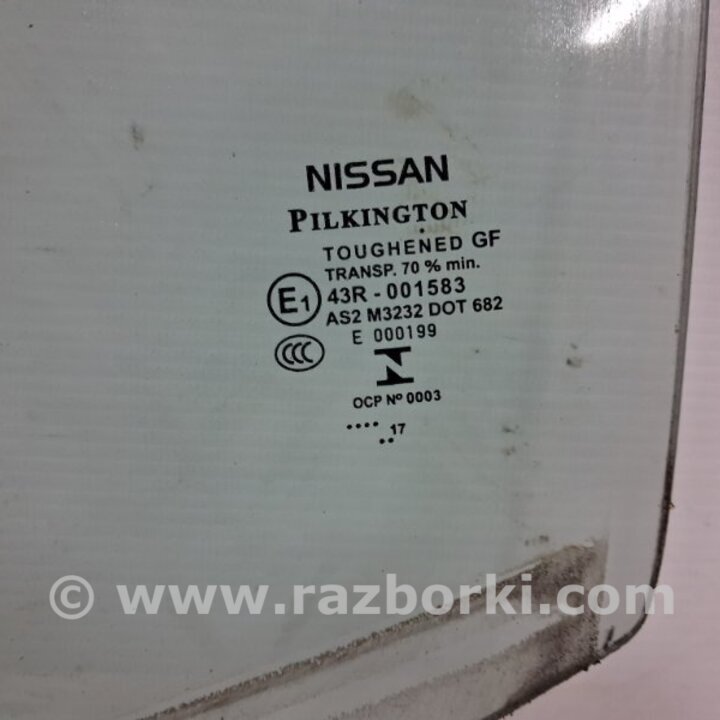 NISSAN
PILKINGTON
TOUGHENED GF
TRANSP. 70 % min.
E1 43R - 001583
AS2 M3232 DOT 682
E 000199
CCC
OCP Nº 0003
•••• 17
••
© www.razborki.com